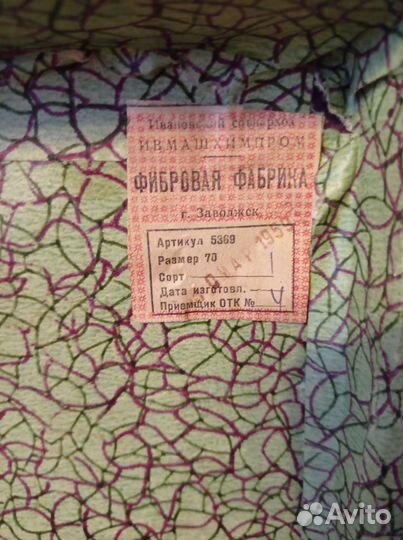 Ивановский совнархоз
ИВМАШХИМПРОМ
ФИБРОВАЯ ФАБРИКА
г. Заволжск
Артикул 5369
Размер 70
Сорт 1
Дата изготовл.
Приемщик ОТК № 4
Avito